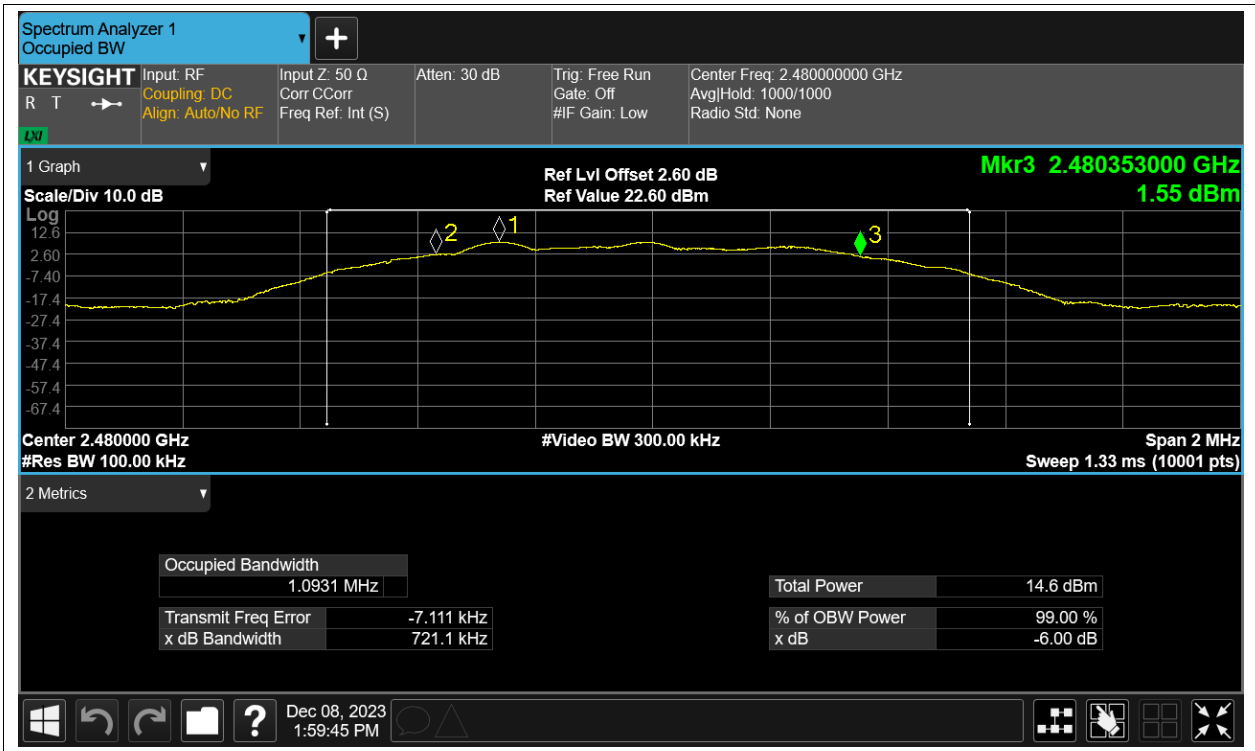 Spectrum Analyzer 1
Occupied BW
KEYSIGHT
R T
LXI
Input: RF
Coupling: DC
Align: Auto/No RF
Input Z: 50 Ω
Corr CCorr
Freq Ref: Int (S)
Atten: 30 dB
Trig: Free Run
Gate: Off
#IF Gain: Low
Center Freq: 2.480000000 GHz
Avg|Hold: 1000/1000
Radio Std: None
1 Graph
Scale/Div 10.0 dB
Ref Lvl Offset 2.60 dB
Ref Value 22.60 dBm
Mkr3 2.480353000 GHz
1.55 dBm
Log
12.6
2.60
-7.40
-17.4
-27.4
-37.4
-47.4
-57.4
-67.4
2
1
3
Center 2.480000 GHz
#Res BW 100.00 kHz
#Video BW 300.00 kHz
Span 2 MHz
Sweep 1.33 ms (10001 pts)
2 Metrics
Occupied Bandwidth
1.0931 MHz
Transmit Freq Error -7.111 kHz
x dB Bandwidth 721.1 kHz
Total Power 14.6 dBm
% of OBW Power 99.00 %
x dB -6.00 dB
?
Dec 08, 2023
1:59:45 PM